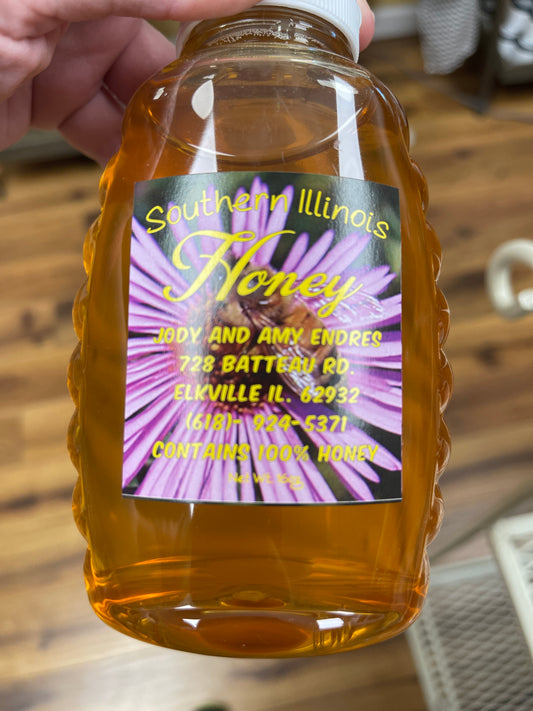 Southern Illinois
Honey
JODY AND AMY ENDRES
728 BATTEAU RD.
ELKVILLE IL. 62932
(618)- 924-5371
CONTAINS 100% HONEY
Net Wt. 16oz.